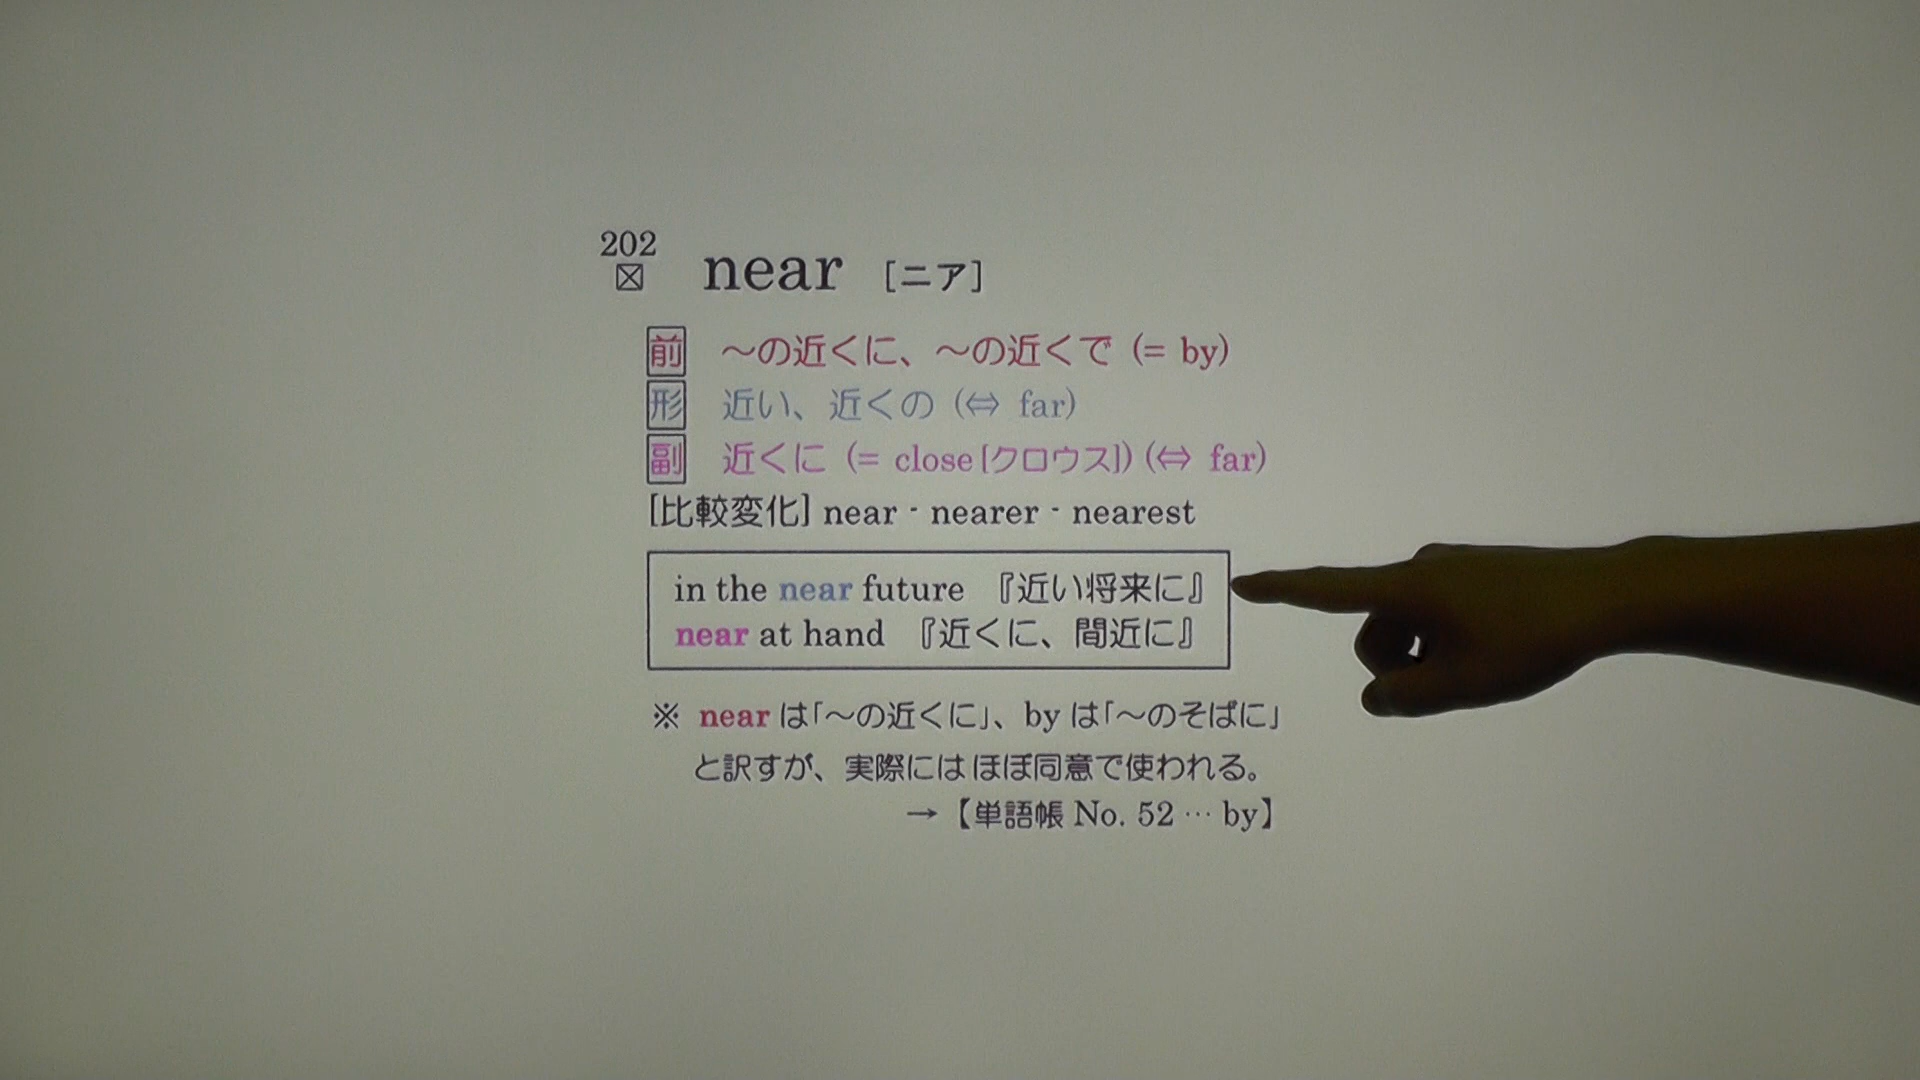 202
☒ near [ニア]
前 ～の近くに、～の近くで (= by)
形 近い、近くの (⇔ far)
副 近くに (= close [クロウス]) (⇔ far)
[比較変化] near - nearer - nearest
in the near future 『近い将来に』
near at hand 『近くに、間近に』
※ near は「～の近くに」、by は「～のそばに」
と訳すが、実際には ほぼ同意で使われる。
→【単語帳 No. 52 … by】